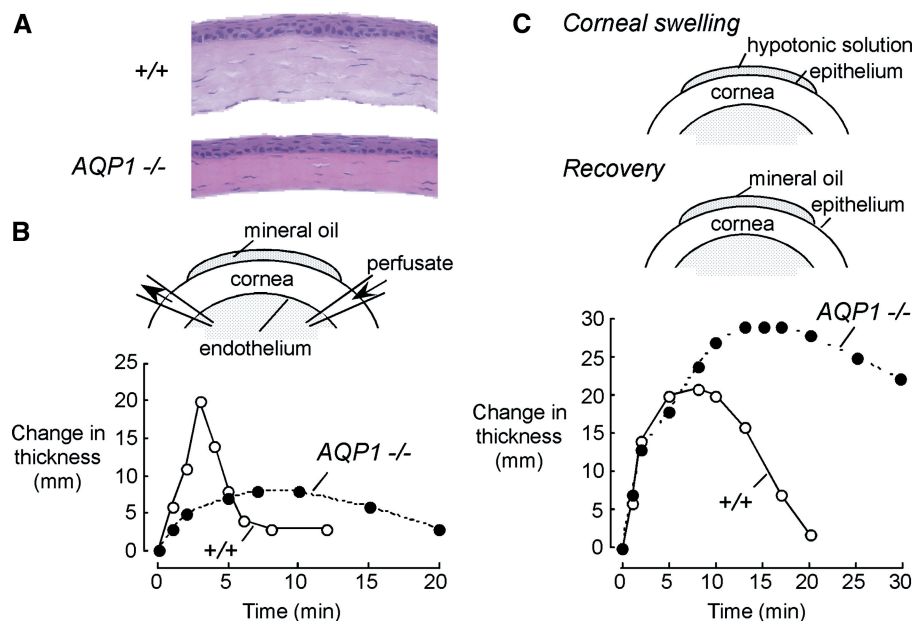 A
+/+
AQP1 -/-
B
mineral oil
perfusate
cornea
endothelium
25
20
15
10
5
0
Change in
thickness
(mm)
AQP1 -/-
+/+
0 5 10 15 20
Time (min)
C Corneal swelling
hypotonic solution
epithelium
cornea
Recovery
mineral oil
epithelium
cornea
AQP1 -/-
30
25
20
15
10
5
0
Change in
thickness
(mm)
+/+
0 5 10 15 20 25 30
Time (min)